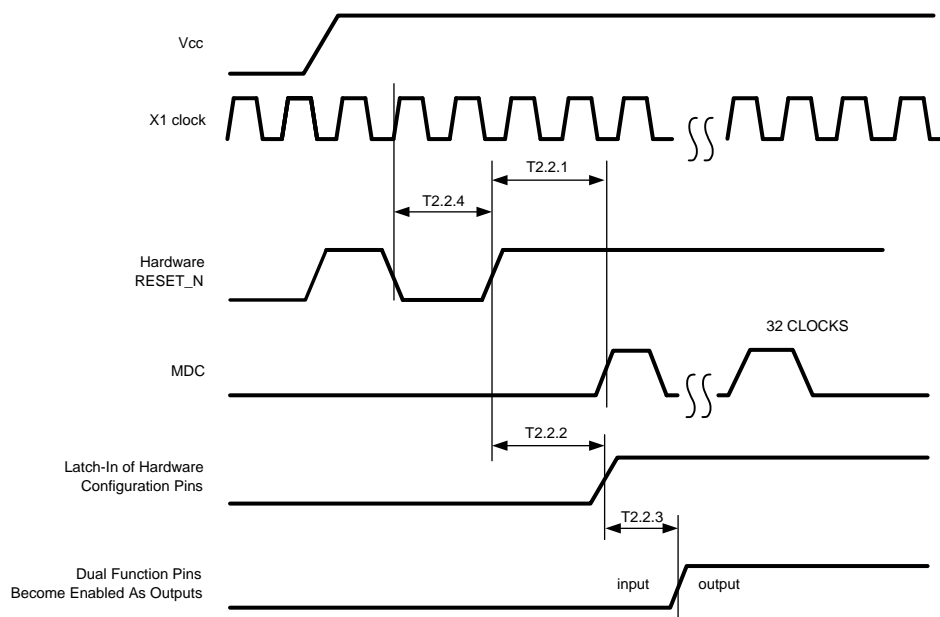 Vcc
X1 clock
T2.2.1
T2.2.4
Hardware
RESET_N
32 CLOCKS
MDC
T2.2.2
Latch-In of Hardware
Configuration Pins
T2.2.3
Dual Function Pins
Become Enabled As Outputs
input
output